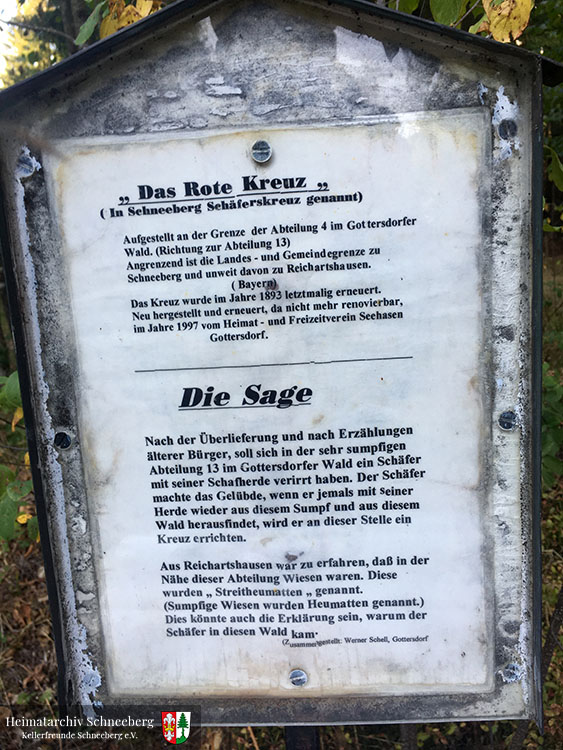 „ Das Rote Kreuz „
( In Schneeberg Schäferskreuz genannt)
Aufgestellt an der Grenze der Abteilung 4 im Gottersdorfer
Wald. (Richtung zur Abteilung 13)
Angrenzend ist die Landes - und Gemeindegrenze zu
Schneeberg und unweit davon zu Reichartshausen.
( Bayern)
Das Kreuz wurde im Jahre 1893 letztmalig erneuert.
Neu hergestellt und erneuert, da nicht mehr renovierbar,
im Jahre 1997 vom Heimat - und Freizeitverein Seehasen
Gottersdorf.
Die Sage
Nach der Überlieferung und nach Erzählungen
älterer Bürger, soll sich in der sehr sumpfigen
Abteilung 13 im Gottersdorfer Wald ein Schäfer
mit seiner Schafherde verirrt haben. Der Schäfer
machte das Gelübde, wenn er jemals mit seiner
Herde wieder aus diesem Sumpf und aus diesem
Wald herausfindet, wird er an dieser Stelle ein
Kreuz errichten.
Aus Reichartshausen war zu erfahren, daß in der
Nähe dieser Abteilung Wiesen waren. Diese
wurden „ Streitheumatten „ genannt.
(Sumpfige Wiesen wurden Heumatten genannt.)
Dies könnte auch die Erklärung sein, warum der
Schäfer in diesen Wald kam.
(Zusammengestellt: Werner Schell, Gottersdorf
Heimatarchiv Schneeberg
Kellerfreunde Schneeberg e.V.